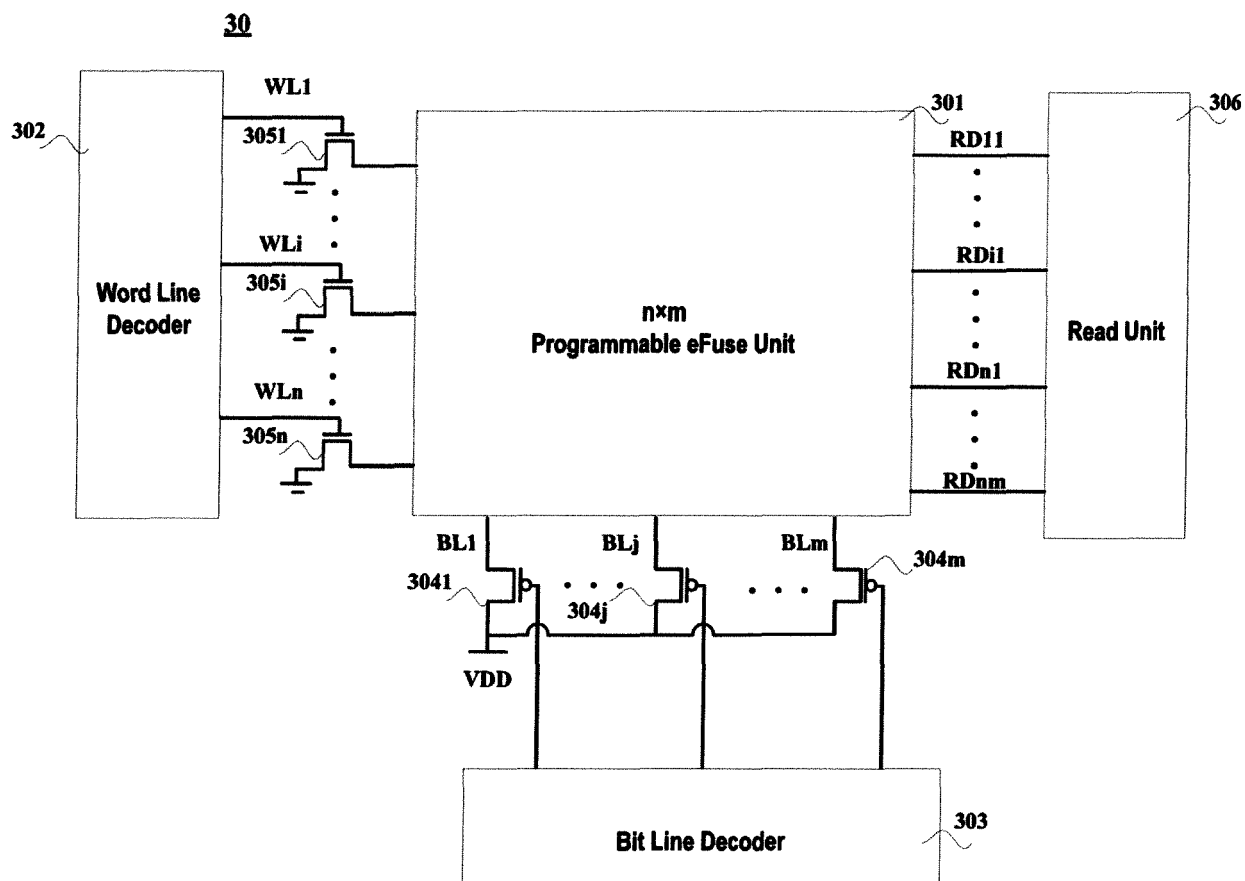 30
WL1
302
3051
301
306
RD11
WLi
305i
RDi1
Word Line
Decoder
n×m
Programmable eFuse Unit
Read Unit
WLn
305n
RDn1
RDnm
BL1
BLj
BLm
304m
3041
304j
VDD
Bit Line Decoder
303